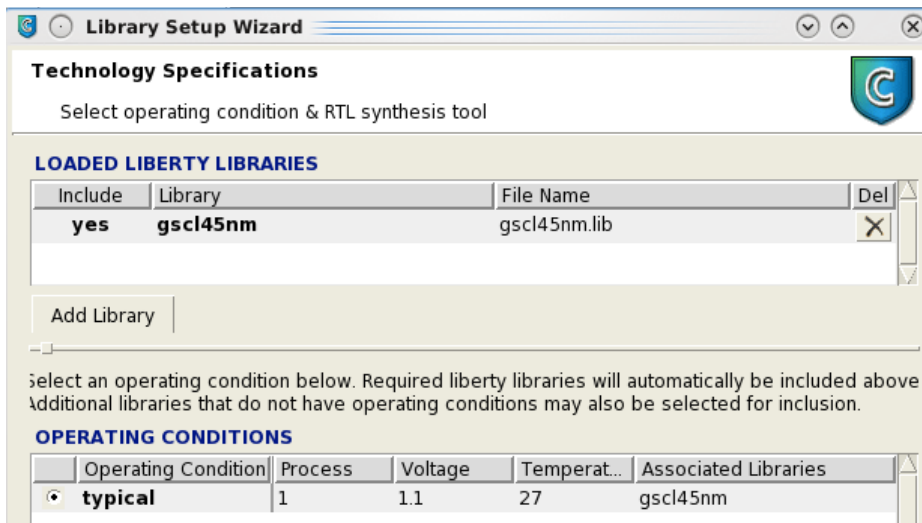 Library Setup Wizard
Technology Specifications
Select operating condition & RTL synthesis tool
C
LOADED LIBERTY LIBRARIES
Include Library File Name Del
yes gscl45nm gscl45nm.lib
Add Library
Select an operating condition below. Required liberty libraries will automatically be included above
Additional libraries that do not have operating conditions may also be selected for inclusion.
OPERATING CONDITIONS
Operating Condition Process Voltage Temperat... Associated Libraries
typical 1 1.1 27 gscl45nm